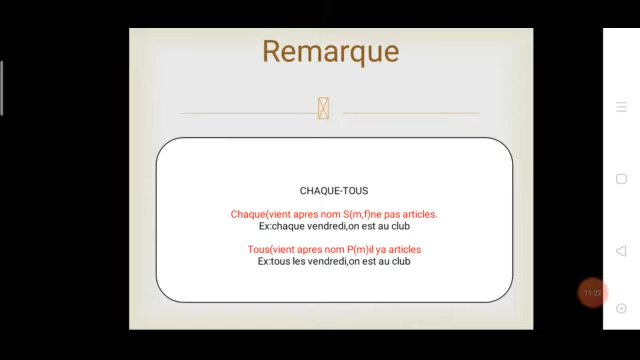 Remarque
CHAQUE-TOUS
Chaque(vient apres nom S(m,f)ne pas articles.
Ex:chaque vendredi,on est au club
Tous(vient apres nom P(m)il ya articles
Ex:tous les vendredi,on est au club
11:22